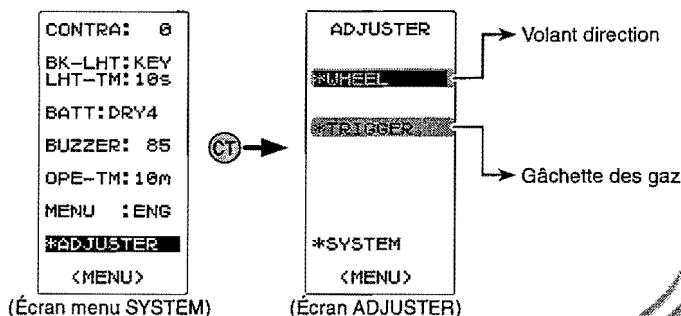 CONTRA: 0
BK-LHT:KEY
LHT-TM:10s
BATT:DRY4
BUZZER: 85
OPE-TM:10m
MENU :ENG
*ADJUSTER
<MENU>
(Écran menu SYSTEM)
CT
ADJUSTER
*WHEEL
*TRIGGER
*SYSTEM
<MENU>
(Écran ADJUSTER)
Volant direction
Gâchette des gaz